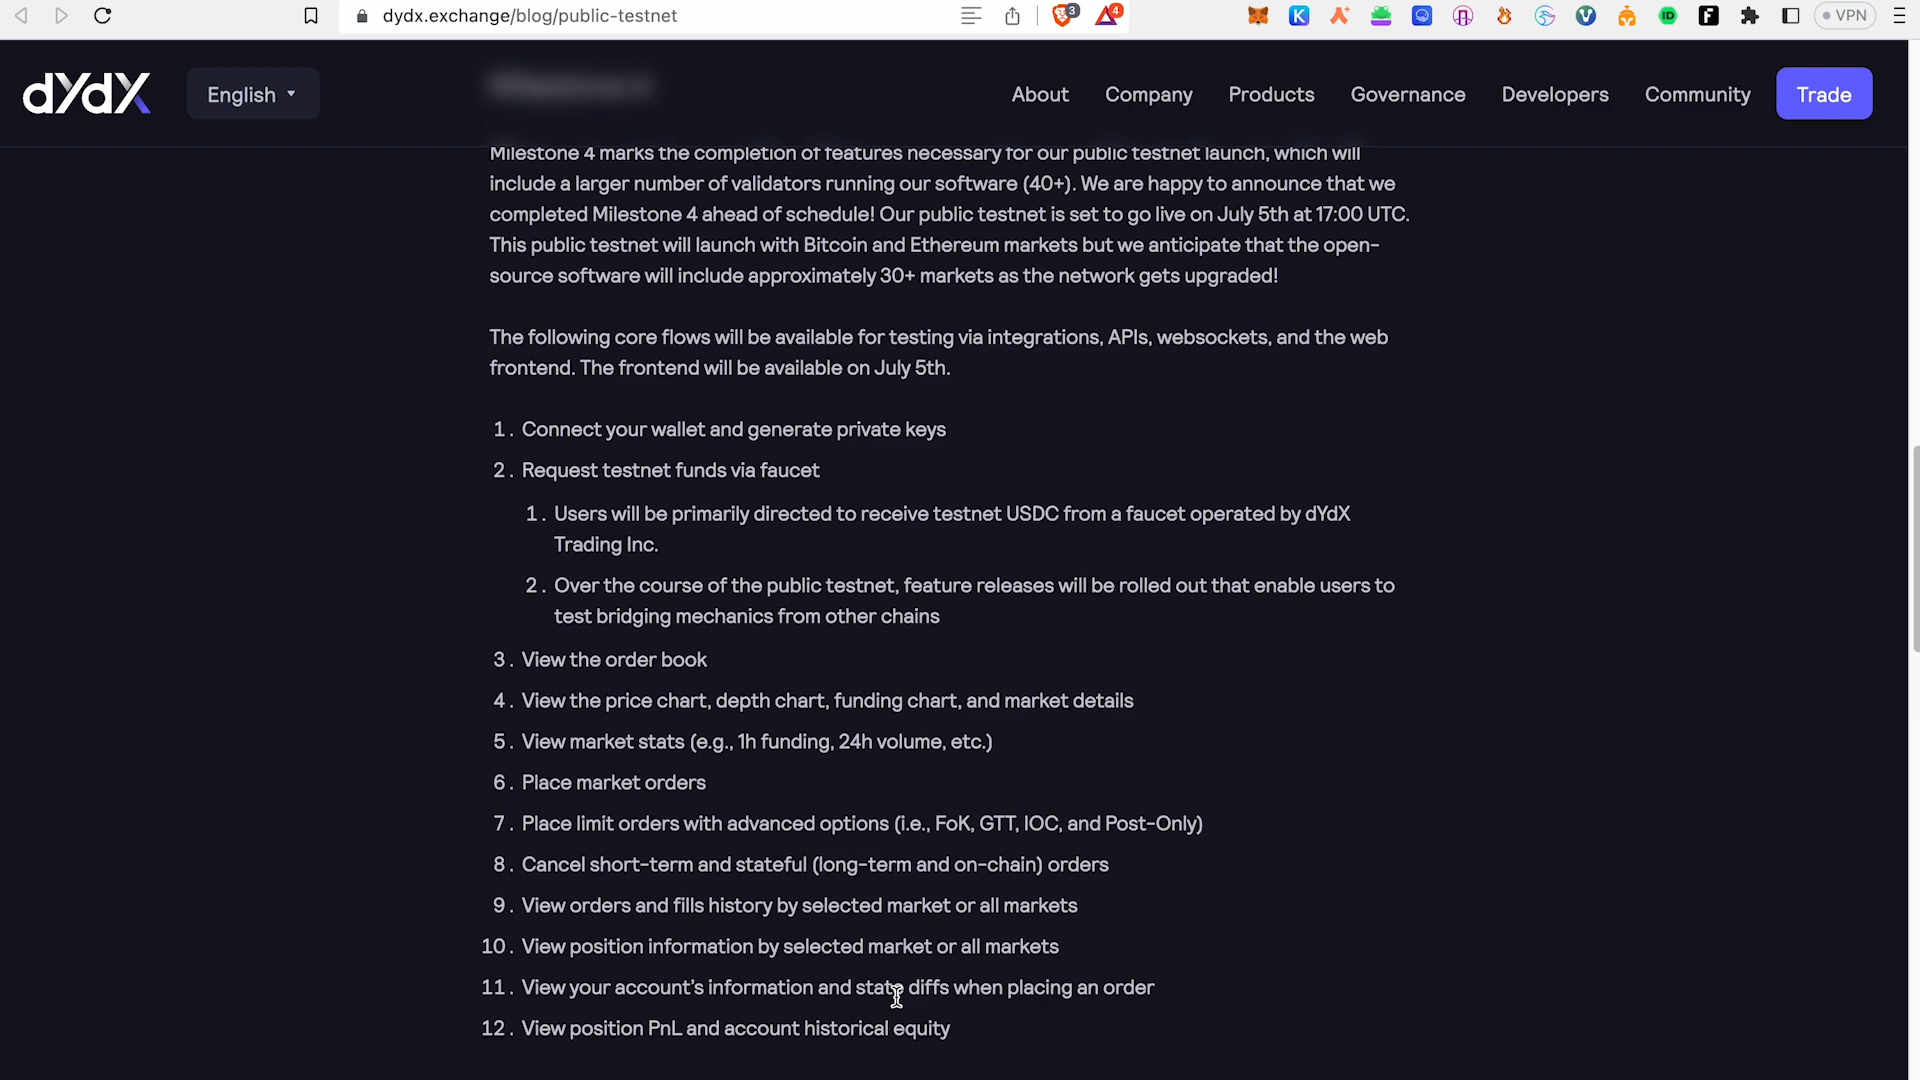 dydx.exchange/blog/public-testnet
3
4
K
ID
F
VPN
dYdX
English
Milestone 4
About
Company
Products
Governance
Developers
Community
Trade
Milestone 4 marks the completion of features necessary for our public testnet launch, which will
include a larger number of validators running our software (40+). We are happy to announce that we
completed Milestone 4 ahead of schedule! Our public testnet is set to go live on July 5th at 17:00 UTC.
This public testnet will launch with Bitcoin and Ethereum markets but we anticipate that the open-
source software will include approximately 30+ markets as the network gets upgraded!
The following core flows will be available for testing via integrations, APIs, websockets, and the web
frontend. The frontend will be available on July 5th.
1. Connect your wallet and generate private keys
2. Request testnet funds via faucet
1. Users will be primarily directed to receive testnet USDC from a faucet operated by dYdX
Trading Inc.
2. Over the course of the public testnet, feature releases will be rolled out that enable users to
test bridging mechanics from other chains
3. View the order book
4. View the price chart, depth chart, funding chart, and market details
5. View market stats (e.g., 1h funding, 24h volume, etc.)
6. Place market orders
7. Place limit orders with advanced options (i.e., FoK, GTT, IOC, and Post-Only)
8. Cancel short-term and stateful (long-term and on-chain) orders
9. View orders and fills history by selected market or all markets
10. View position information by selected market or all markets
11. View your account's information and state diffs when placing an order
12. View position PnL and account historical equity